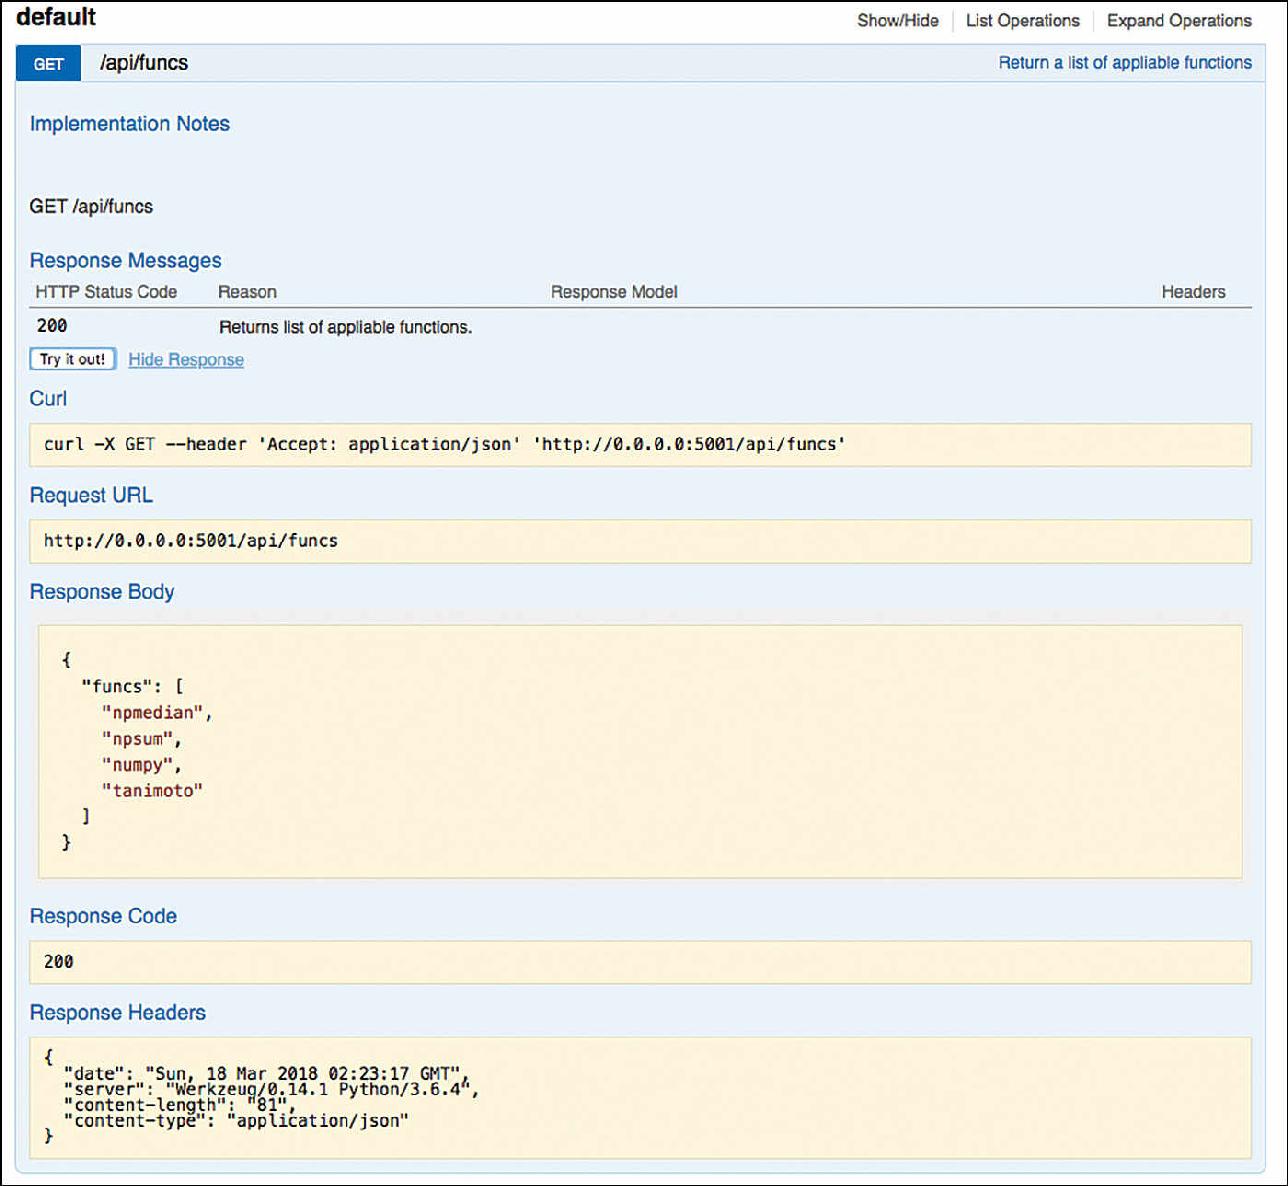 default
Show/Hide List Operations Expand Operations
GET /api/funcs Return a list of appliable functions
Implementation Notes
GET /api/funcs
Response Messages
HTTP Status Code Reason Response Model Headers
200 Returns list of appliable functions.
Try it out! Hide Response
Curl
curl -X GET --header 'Accept: application/json' 'http://0.0.0.0:5001/api/funcs'
Request URL
http://0.0.0.0:5001/api/funcs
Response Body
{
"funcs": [
"npmedian",
"npsum",
"numpy",
"tanimoto"
]
}
Response Code
200
Response Headers
{
"date": "Sun, 18 Mar 2018 02:23:17 GMT",
"server": "Werkzeug/0.14.1 Python/3.6.4",
"content-length": "81",
"content-type": "application/json"
}